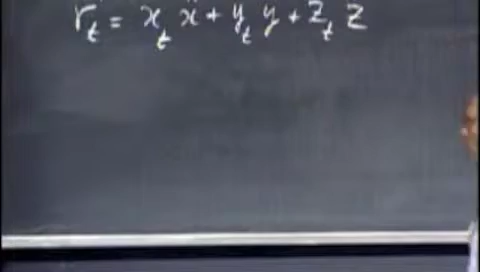 r_t = x_t x + y_t y + z_t z